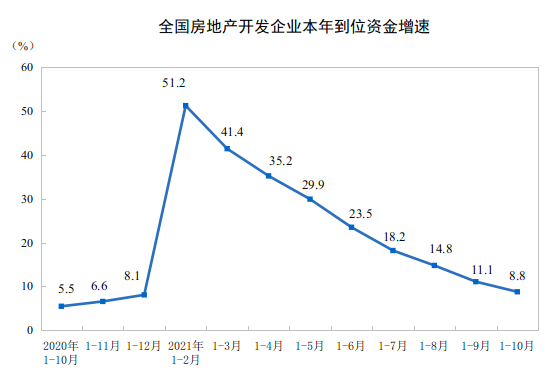 全国房地产开发企业本年到位资金增速
（%）
60
50
40
30
20
10
0
51.2
41.4
35.2
29.9
23.5
18.2
14.8
11.1
8.8
8.1
6.6
5.5
2020年
1-10月
1-11月
1-12月
2021年
1-2月
1-3月
1-4月
1-5月
1-6月
1-7月
1-8月
1-9月
1-10月